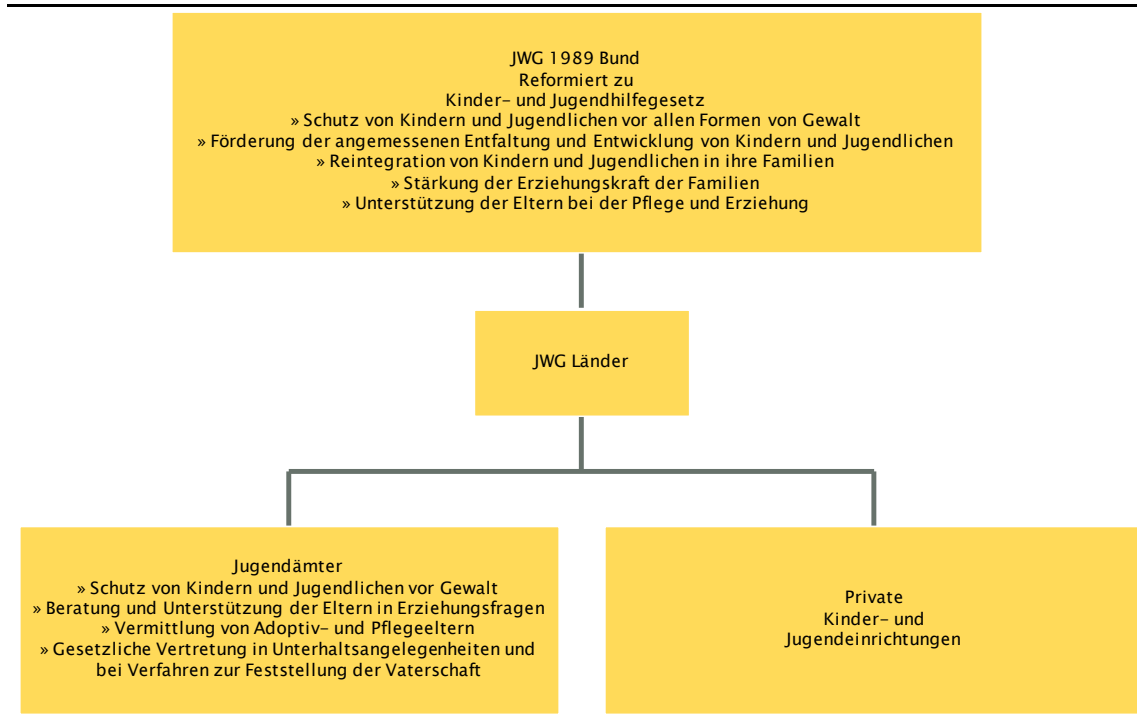 JWG 1989 Bund
Reformiert zu
Kinder- und Jugendhilfegesetz
» Schutz von Kindern und Jugendlichen vor allen Formen von Gewalt
» Förderung der angemessenen Entfaltung und Entwicklung von Kindern und Jugendlichen
» Reintegration von Kindern und Jugendlichen in ihre Familien
» Stärkung der Erziehungskraft der Familien
» Unterstützung der Eltern bei der Pflege und Erziehung
JWG Länder
Jugendämter
» Schutz von Kindern und Jugendlichen vor Gewalt
» Beratung und Unterstützung der Eltern in Erziehungsfragen
» Vermittlung von Adoptiv- und Pflegeeltern
» Gesetzliche Vertretung in Unterhaltsangelegenheiten und
bei Verfahren zur Feststellung der Vaterschaft
Private
Kinder- und
Jugendeinrichtungen